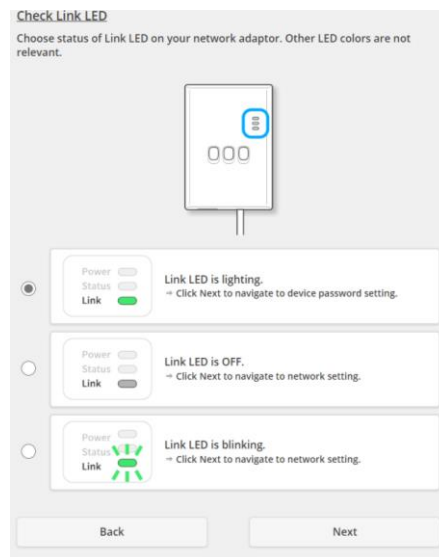 Check Link LED
Choose status of Link LED on your network adaptor. Other LED colors are not
relevant.
Power
Status
Link
Link LED is lighting.
⇒ Click Next to navigate to device password setting.
Power
Status
Link
Link LED is OFF.
⇒ Click Next to navigate to network setting.
Power
Status
Link
Link LED is blinking.
⇒ Click Next to navigate to network setting.
Back
Next